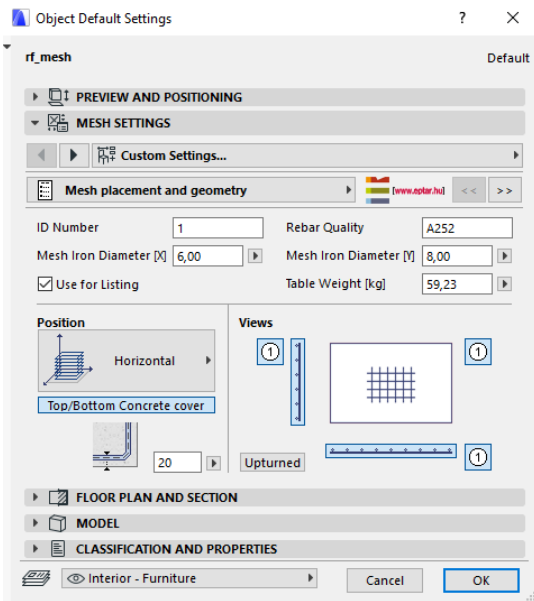 Object Default Settings ? X
rf_mesh Default
PREVIEW AND POSITIONING
MESH SETTINGS
Custom Settings...
Mesh placement and geometry [www.eptar.hu] << >>
ID Number 1 Rebar Quality A252
Mesh Iron Diameter [X] 6,00 Mesh Iron Diameter [Y] 8,00
Use for Listing Table Weight [kg] 59,23
Position Views
1 1
Horizontal
Top/Bottom Concrete cover
20 Upturned 1
FLOOR PLAN AND SECTION
MODEL
CLASSIFICATION AND PROPERTIES
Interior - Furniture Cancel OK